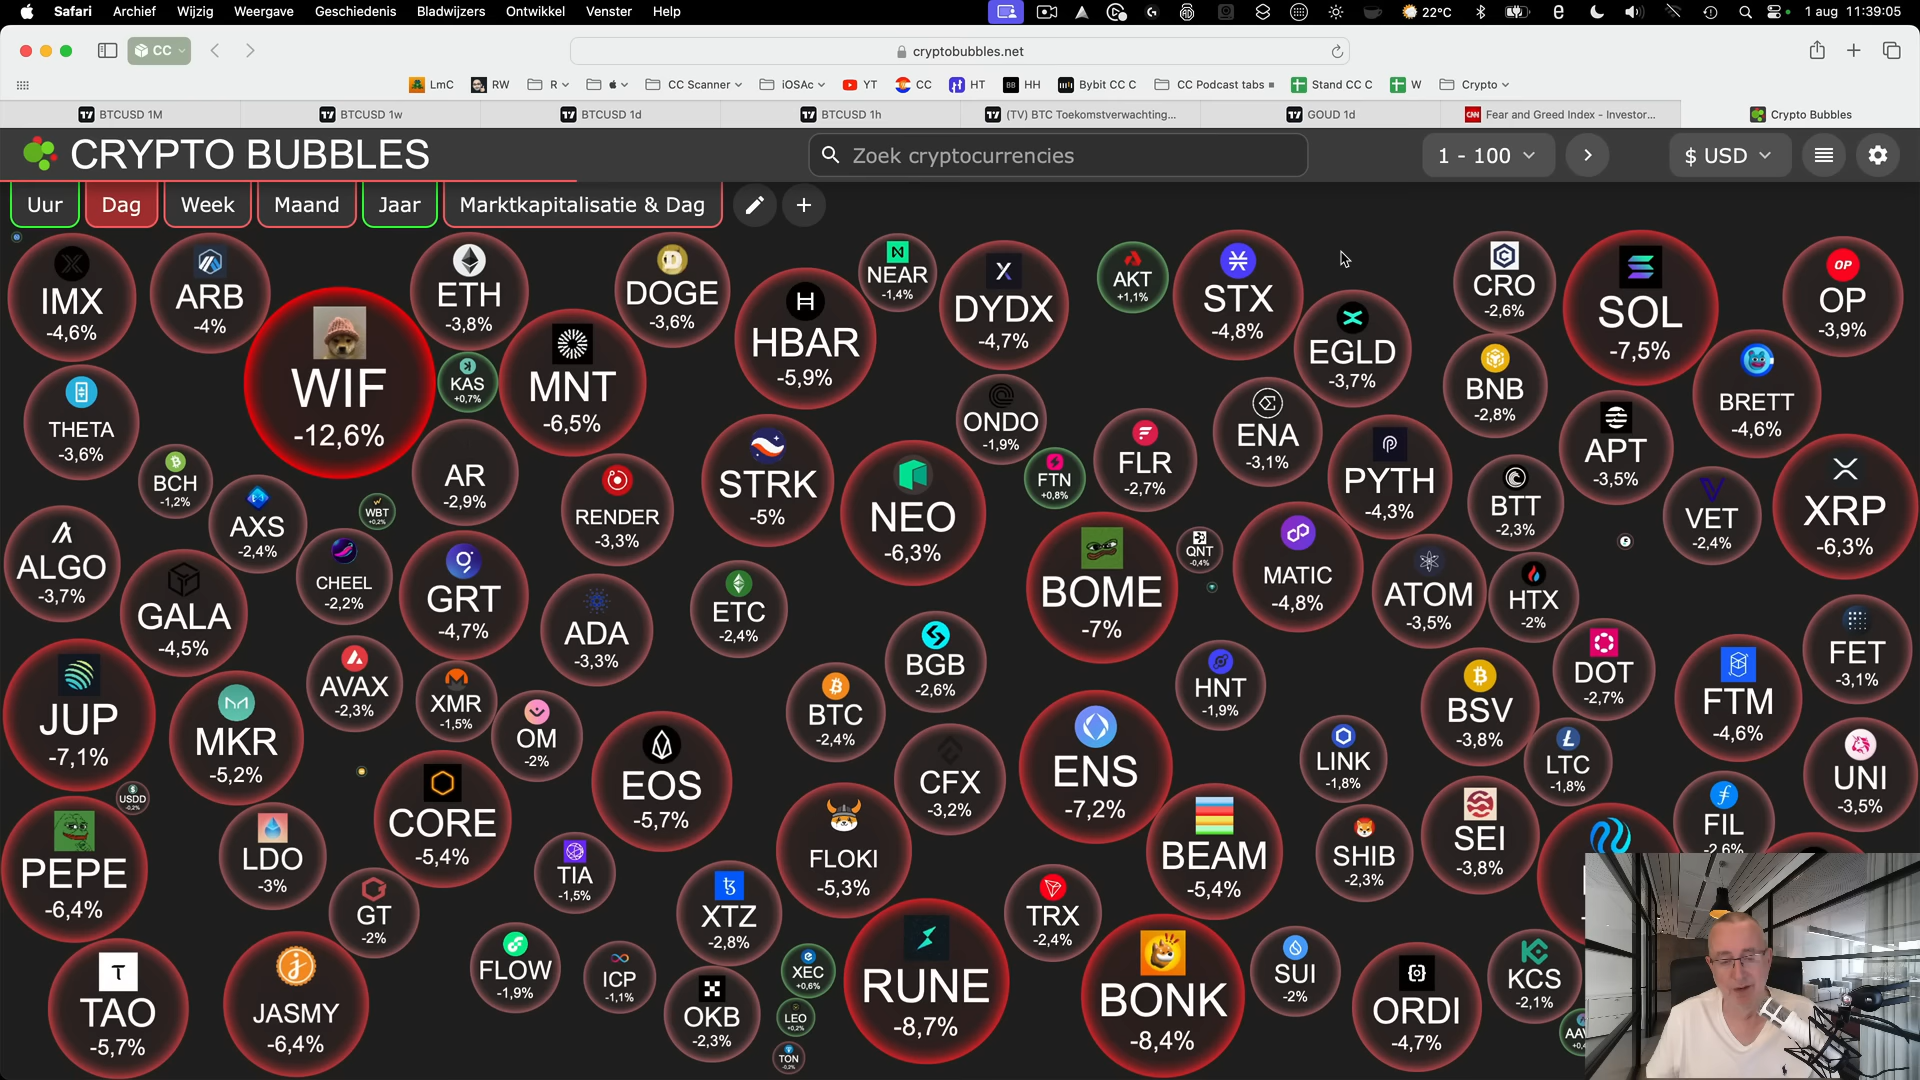 Safari Archief Wijzig Weergave Geschiedenis Bladwijzers Ontwikkel Venster Help 22°C 1 aug 11:39:05
CC cryptobubbles.net
LmC RW R CC Scanner iOSAc YT CC HT HH Bybit CC C CC Podcast tabs Stand CC C W Crypto
BTCUSD 1M BTCUSD 1w BTCUSD 1d BTCUSD 1h (TV) BTC Toekomstverwachting... GOUD 1d Fear and Greed Index - Investor... Crypto Bubbles
CRYPTO BUBBLES Zoek cryptocurrencies 1 - 100 $ USD
Uur Dag Week Maand Jaar Marktkapitalisatie & Dag
IMX
-4,6%
ARB
-4%
WIF
-12,6%
ETH
-3,8%
KAS
+0,7%
MNT
-6,5%
DOGE
-3,6%
HBAR
-5,9%
NEAR
-1,4%
DYDX
-4,7%
AKT
+1,1%
STX
-4,8%
EGLD
-3,7%
CRO
-2,6%
BNB
-2,8%
SOL
-7,5%
OP
-3,9%
BRETT
-4,6%
THETA
-3,6%
BCH
-1,2%
AXS
-2,4%
WBT
+0,2%
AR
-2,9%
RENDER
-3,3%
STRK
-5%
NEO
-6,3%
ONDO
-1,9%
FTN
+0,8%
FLR
-2,7%
ENA
-3,1%
PYTH
-4,3%
BTT
-2,3%
APT
-3,5%
VET
-2,4%
XRP
-6,3%
ALGO
-3,7%
GALA
-4,5%
CHEEL
-2,2%
GRT
-4,7%
ADA
-3,3%
ETC
-2,4%
BGB
-2,6%
BOME
-7%
QNT
-0,4%
MATIC
-4,8%
ATOM
-3,5%
HTX
-2%
DOT
-2,7%
FET
-3,1%
JUP
-7,1%
MKR
-5,2%
AVAX
-2,3%
XMR
-1,5%
OM
-2%
EOS
-5,7%
BTC
-2,4%
CFX
-3,2%
ENS
-7,2%
HNT
-1,9%
LINK
-1,8%
BSV
-3,8%
LTC
-1,8%
FTM
-4,6%
UNI
-3,5%
USDD
-0,2%
PEPE
-6,4%
LDO
-3%
CORE
-5,4%
GT
-2%
TIA
-1,5%
FLOKI
-5,3%
BEAM
-5,4%
SHIB
-2,3%
SEI
-3,8%
FIL
-2,6%
TAO
-5,7%
JASMY
-6,4%
FLOW
-1,9%
ICP
-1,1%
XTZ
-2,8%
OKB
-2,3%
XEC
+0,6%
LEO
+0,2%
TON
-0,2%
RUNE
-8,7%
TRX
-2,4%
BONK
-8,4%
SUI
-2%
ORDI
-4,7%
KCS
-2,1%